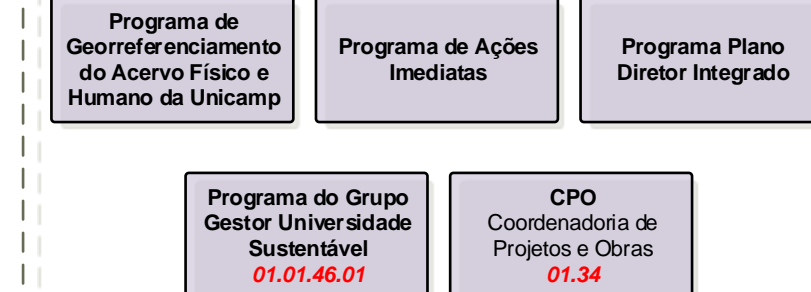 Programa de
Georreferenciamento
do Acervo Físico e
Humano da Unicamp
Programa de Ações
Imediatas
Programa Plano
Diretor Integrado
Programa do Grupo
Gestor Universidade
Sustentável
01.01.46.01
CPO
Coordenadoria de
Projetos e Obras
01.34